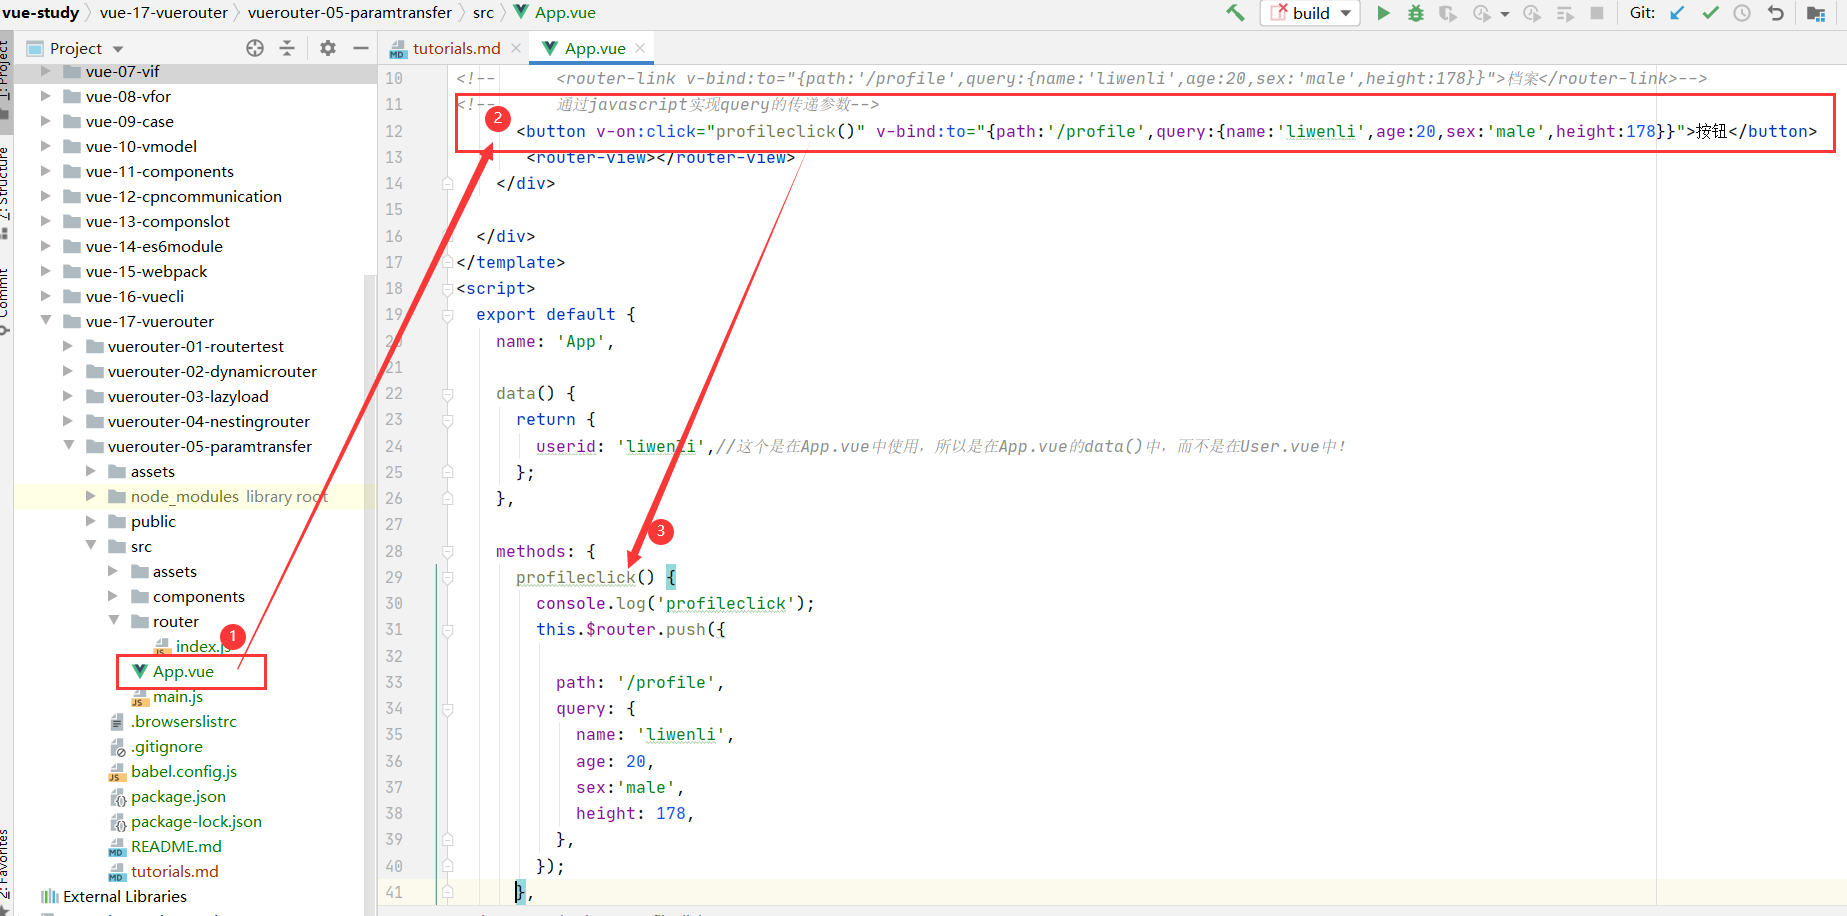 vue-study
vue-17-vuerouter
vuerouter-05-paramtransfer
src
App.vue
build
Git:
1: Project
7: Structure
Commit
2: Favorites
Project
vue-07-vif
vue-08-vfor
vue-09-case
vue-10-vmodel
vue-11-components
vue-12-cpncommunication
vue-13-componslot
vue-14-es6module
vue-15-webpack
vue-16-vuecli
vue-17-vuerouter
vuerouter-01-routertest
vuerouter-02-dynamicrouter
vuerouter-03-lazyload
vuerouter-04-nestingrouter
vuerouter-05-paramtransfer
assets
node_modules library root
public
src
assets
components
router
index.js
1
App.vue
main.js
.browserslistrc
.gitignore
babel.config.js
package.json
package-lock.json
README.md
tutorials.md
External Libraries
tutorials.md
App.vue
10 <!-- <router-link v-bind:to="{path:'/profile',query:{name:'liwenli',age:20,sex:'male',height:178}}">档案</router-link>-->
11 <!-- 通过javascript实现query的传递参数-->
2
12 <button v-on:click="profileclick()" v-bind:to="{path:'/profile',query:{name:'liwenli',age:20,sex:'male',height:178}}">按钮</button>
13 <router-view></router-view>
14 </div>
15
16 </div>
17 </template>
18 <script>
19 export default {
20 name: 'App',
21
22 data() {
23 return {
24 userid: 'liwenli',//这个是在App.vue中使用，所以是在App.vue的data()中，而不是在User.vue中!
25 };
26 },
27
3
28 methods: {
29 profileclick() {
30 console.log('profileclick');
31 this.$router.push({
32
33 path: '/profile',
34 query: {
35 name: 'liwenli',
36 age: 20,
37 sex:'male',
38 height: 178,
39 },
40 });
41 },